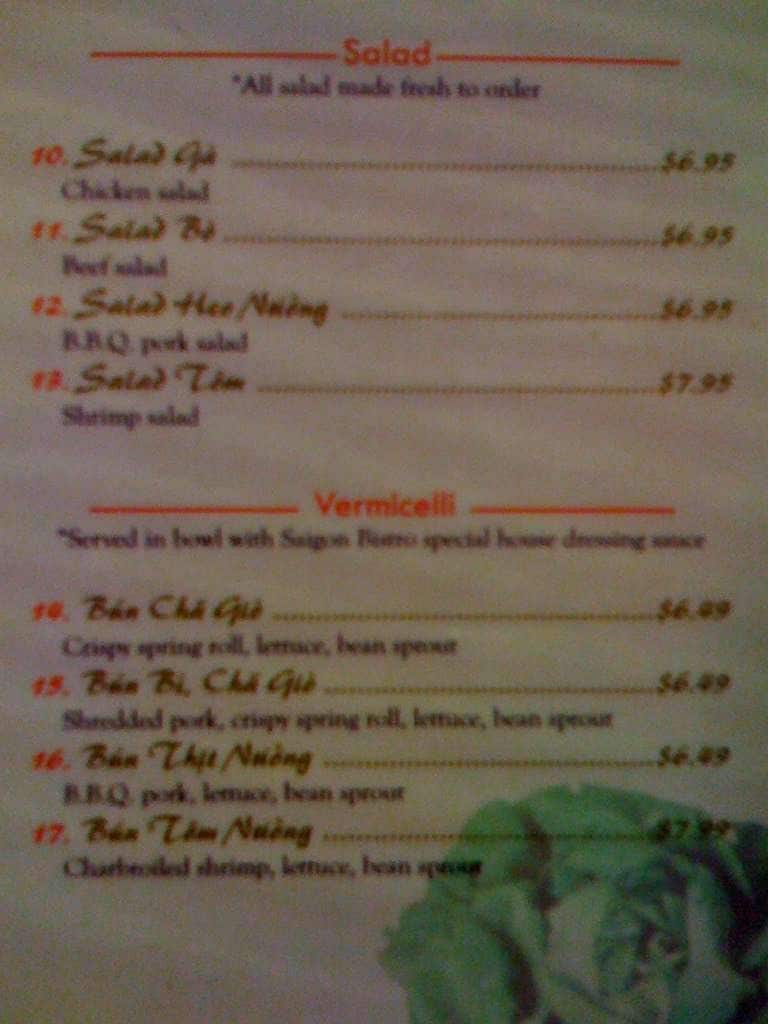 Salad
*All salad made fresh to order
10. Salad Gà ........ $6.95
Chicken salad
11. Salad Bò ........ $6.95
Beef salad
12. Salad Heo Nướng ........ $6.95
B.B.Q. pork salad
13. Salad Tôm ........ $7.95
Shrimp salad
Vermicelli
*Served in bowl with Saigon Bistro special house dressing sauce
14. Bún Chả Giò ........ $6.49
Crispy spring roll, lettuce, bean sprout
15. Bún Bì, Chả Giò ........ $6.49
Shredded pork, crispy spring roll, lettuce, bean sprout
16. Bún Thịt Nướng ........ $6.49
B.B.Q. pork, lettuce, bean sprout
17. Bún Tôm Nướng ........ $7.99
Charbroiled shrimp, lettuce, bean sprout